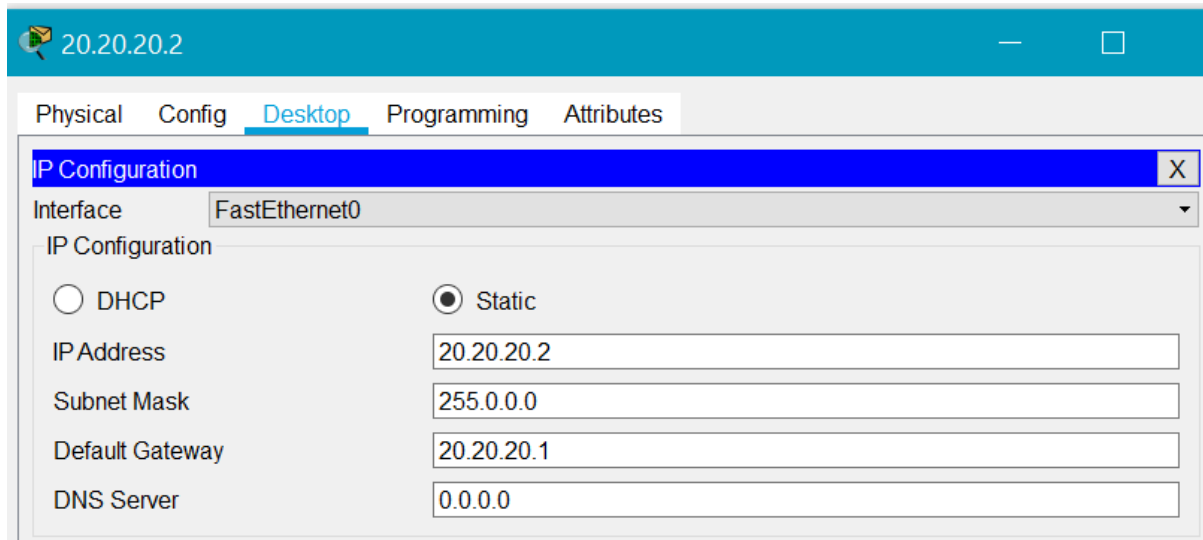 20.20.20.2
Physical Config Desktop Programming Attributes
IP Configuration X
Interface FastEthernet0
IP Configuration
DHCP Static
IP Address 20.20.20.2
Subnet Mask 255.0.0.0
Default Gateway 20.20.20.1
DNS Server 0.0.0.0